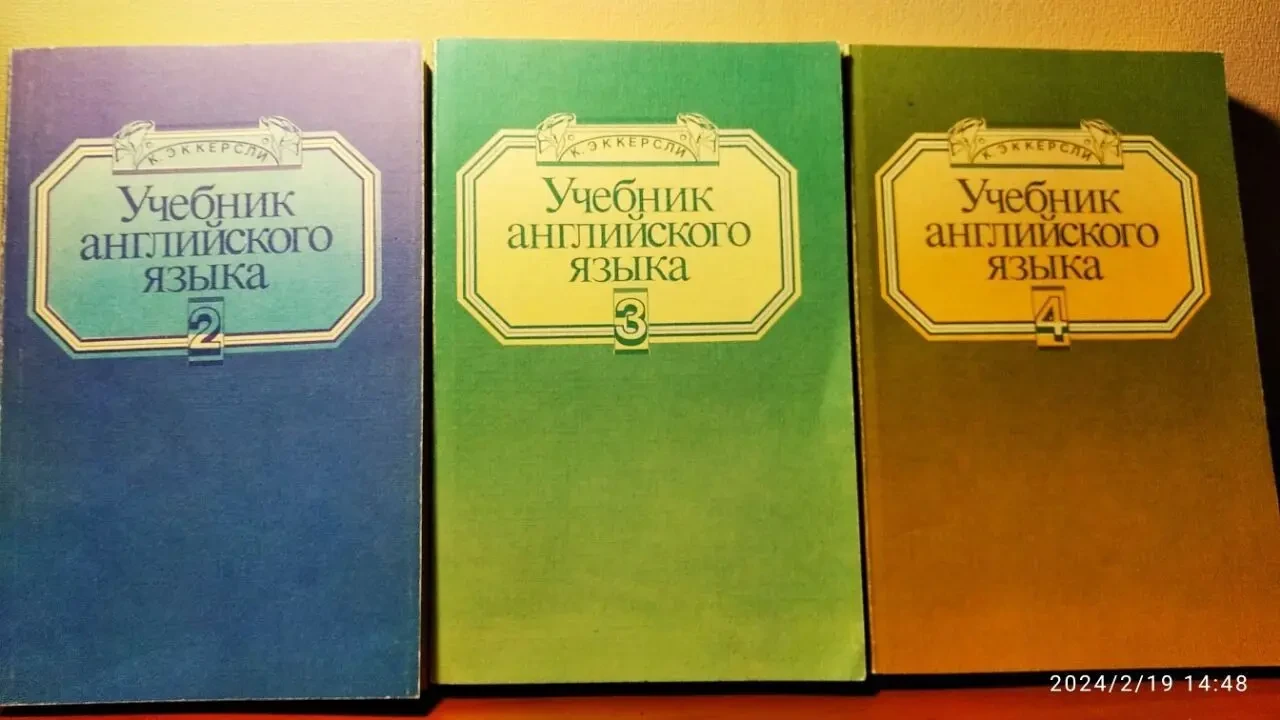 К. ЭККЕРСЛИ
Учебник
английского
языка
2
К. ЭККЕРСЛИ
Учебник
английского
языка
3
К. ЭККЕРСЛИ
Учебник
английского
языка
4
2024/2/19 14:48